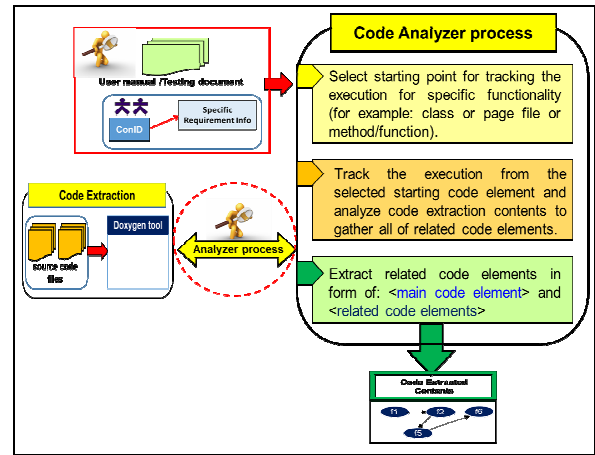 Code Analyzer process
User manual /Testing document
ConID
Specific
Requirement Info
Select starting point for tracking the
execution for specific functionality
(for example: class or page file or
method/function).
Track the execution from the
selected starting code element and
analyze code extraction contents to
gather all of related code elements.
Code Extraction
Doxygen tool
source code
files
Analyzer process
Extract related code elements in
form of: <main code element> and
<related code elements>
Code Extracted
Contents
f1
f2
f6
f5